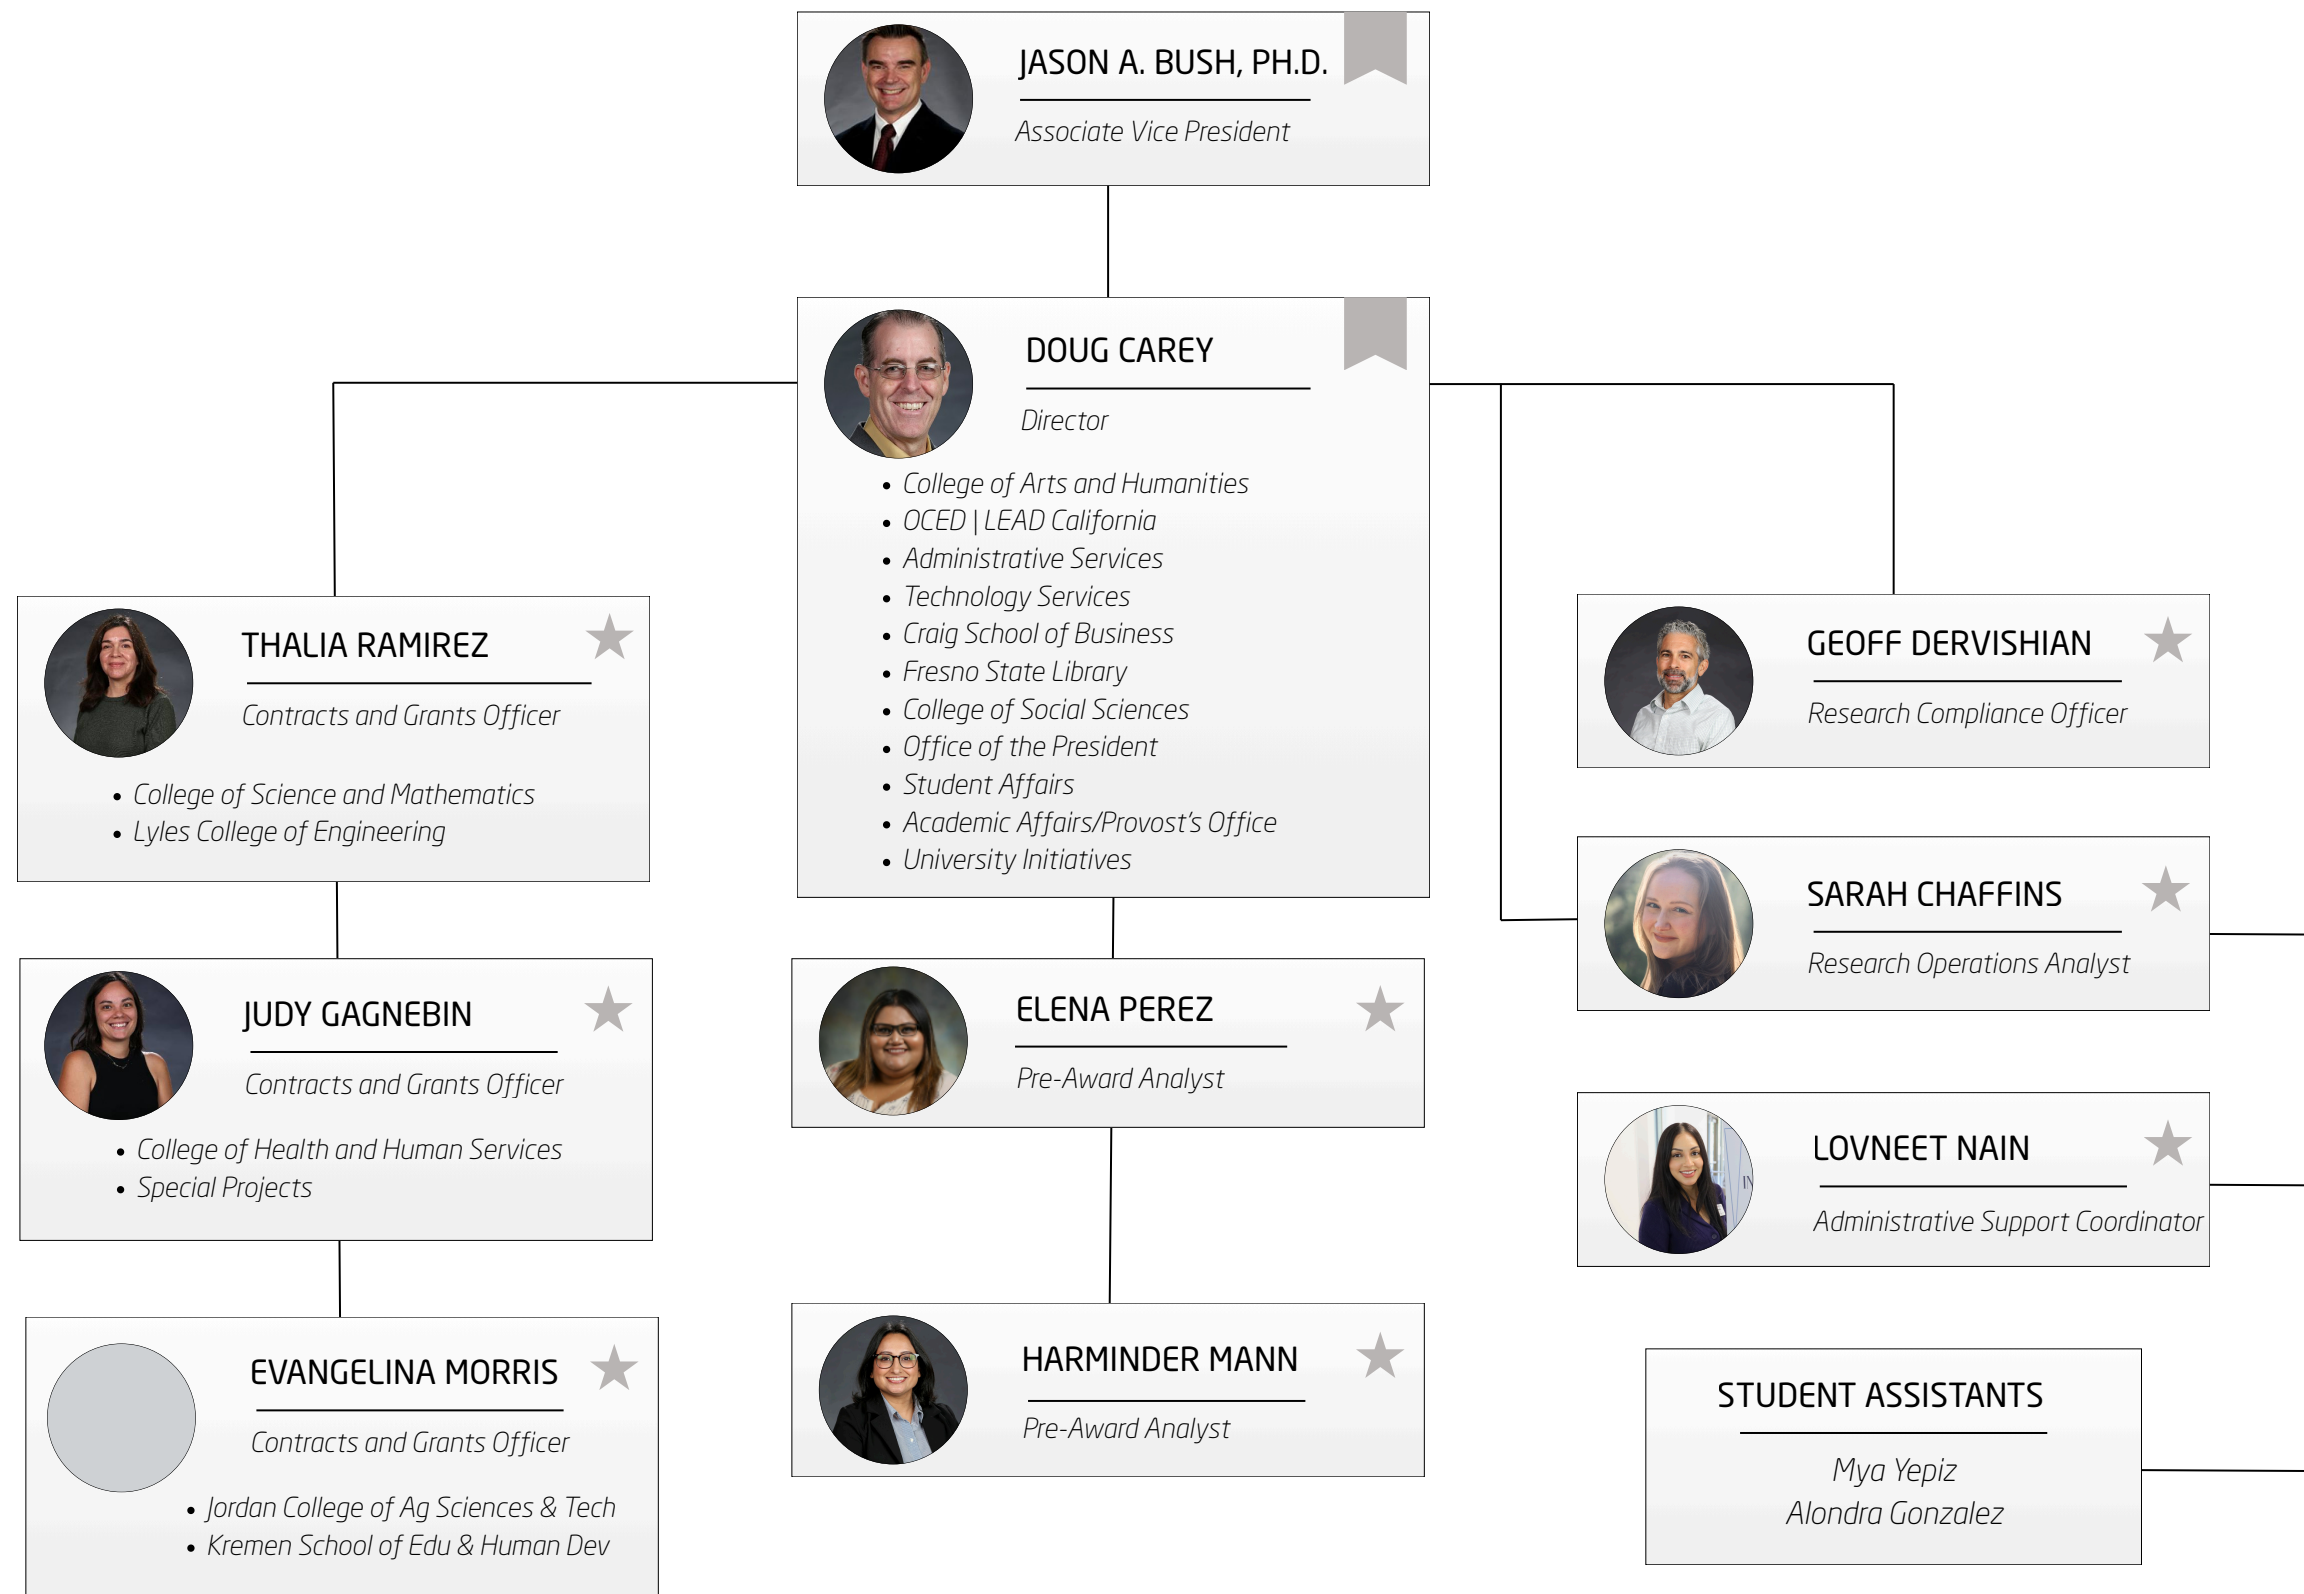 JASON A. BUSH, PH.D.
Associate Vice President
DOUG CAREY
Director
• College of Arts and Humanities
• OCED | LEAD California
• Administrative Services
• Technology Services
• Craig School of Business
• Fresno State Library
• College of Social Sciences
• Office of the President
• Student Affairs
• Academic Affairs/Provost's Office
• University Initiatives
THALIA RAMIREZ
Contracts and Grants Officer
• College of Science and Mathematics
• Lyles College of Engineering
JUDY GAGNEBIN
Contracts and Grants Officer
• College of Health and Human Services
• Special Projects
EVANGELINA MORRIS
Contracts and Grants Officer
• Jordan College of Ag Sciences & Tech
• Kremen School of Edu & Human Dev
ELENA PEREZ
Pre-Award Analyst
HARMINDER MANN
Pre-Award Analyst
GEOFF DERVISHIAN
Research Compliance Officer
SARAH CHAFFINS
Research Operations Analyst
LOVNEET NAIN
Administrative Support Coordinator
STUDENT ASSISTANTS
Mya Yepiz
Alondra Gonzalez